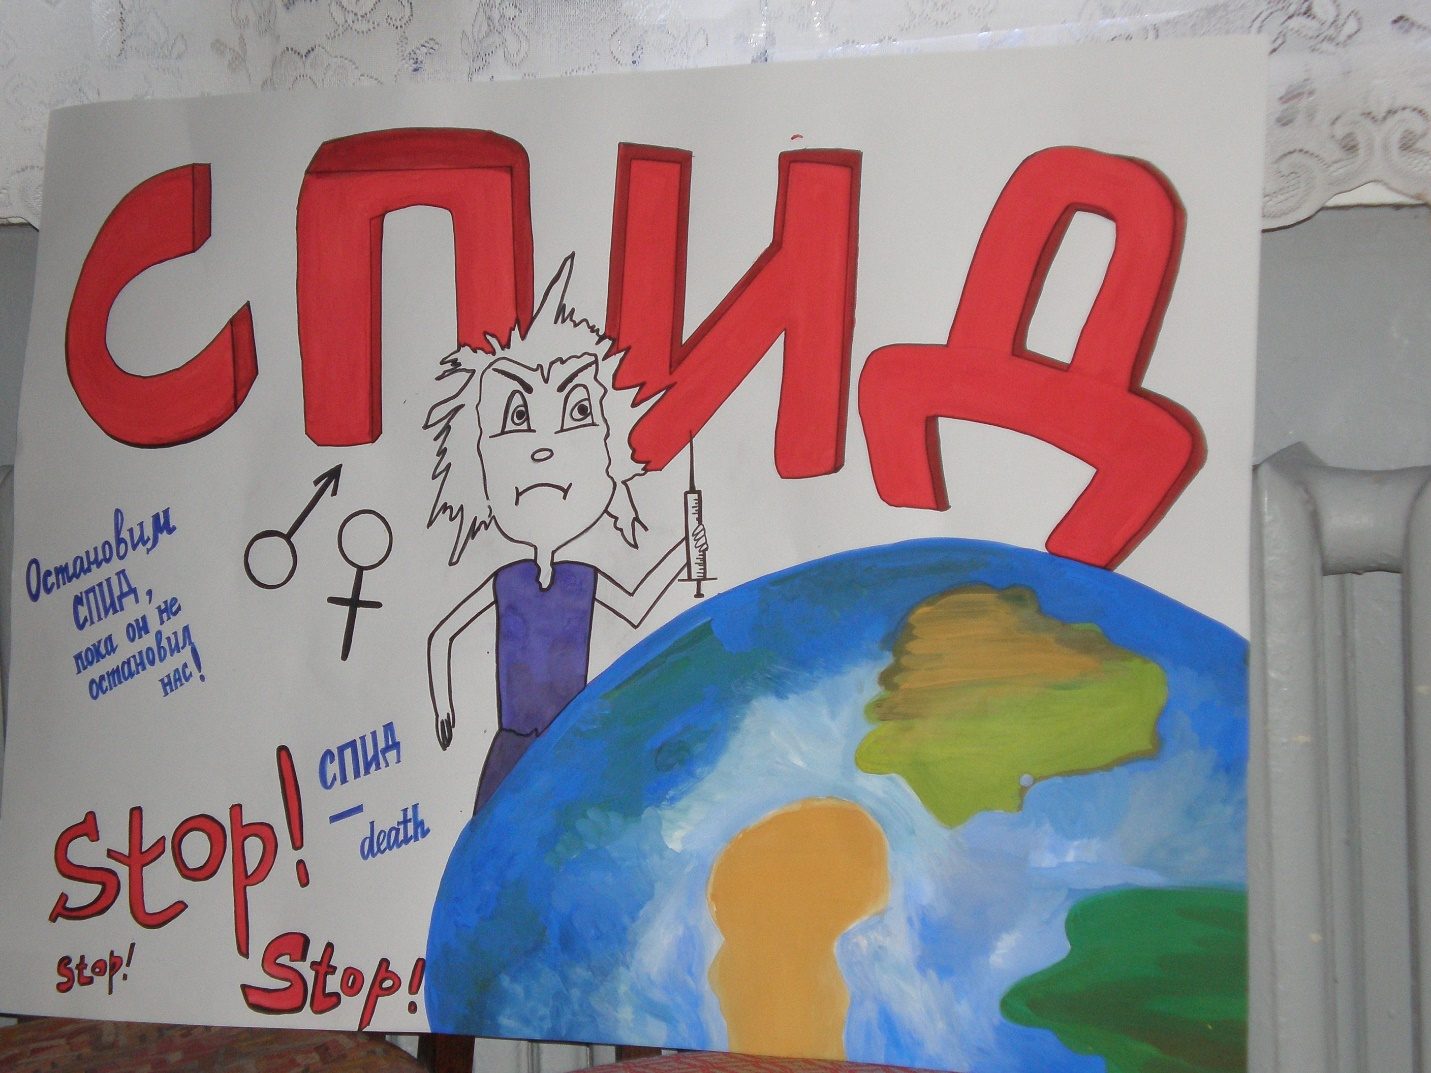 СПИД
Остановим
СПИД,
пока он не
остановил
нас!
СПИД
–
death
Stop!
Stop!
Stop!